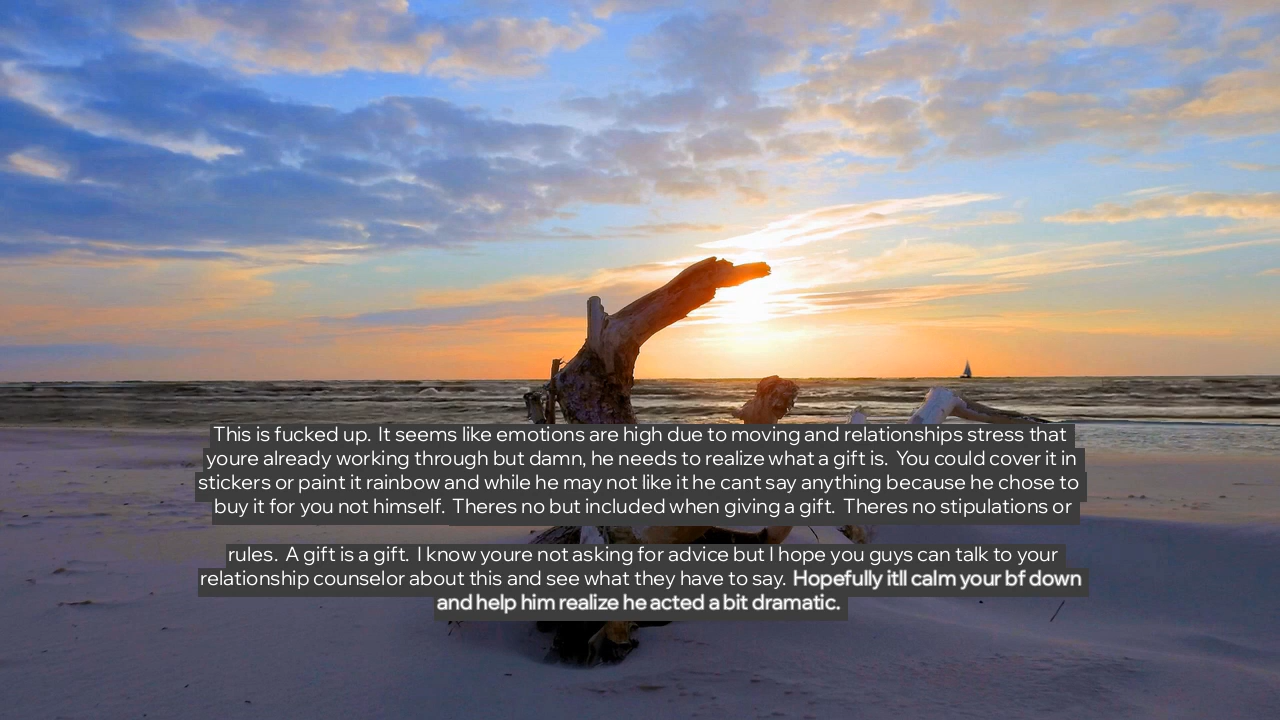 This is fucked up. It seems like emotions are high due to moving and relationships stress that
youre already working through but damn, he needs to realize what a gift is. You could cover it in
stickers or paint it rainbow and while he may not like it he cant say anything because he chose to
buy it for you not himself. Theres no but included when giving a gift. Theres no stipulations or
rules. A gift is a gift. I know youre not asking for advice but I hope you guys can talk to your
relationship counselor about this and see what they have to say. Hopefully itll calm your bf down
and help him realize he acted a bit dramatic.